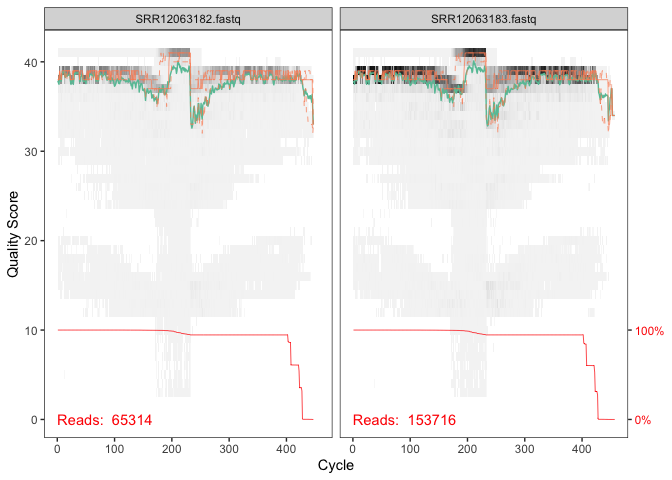 SRR12063182.fastq
SRR12063183.fastq
Quality Score
40
30
20
10
0
100%
0%
Reads: 65314
Reads: 153716
0 100 200 300 400
0 100 200 300 400
Cycle